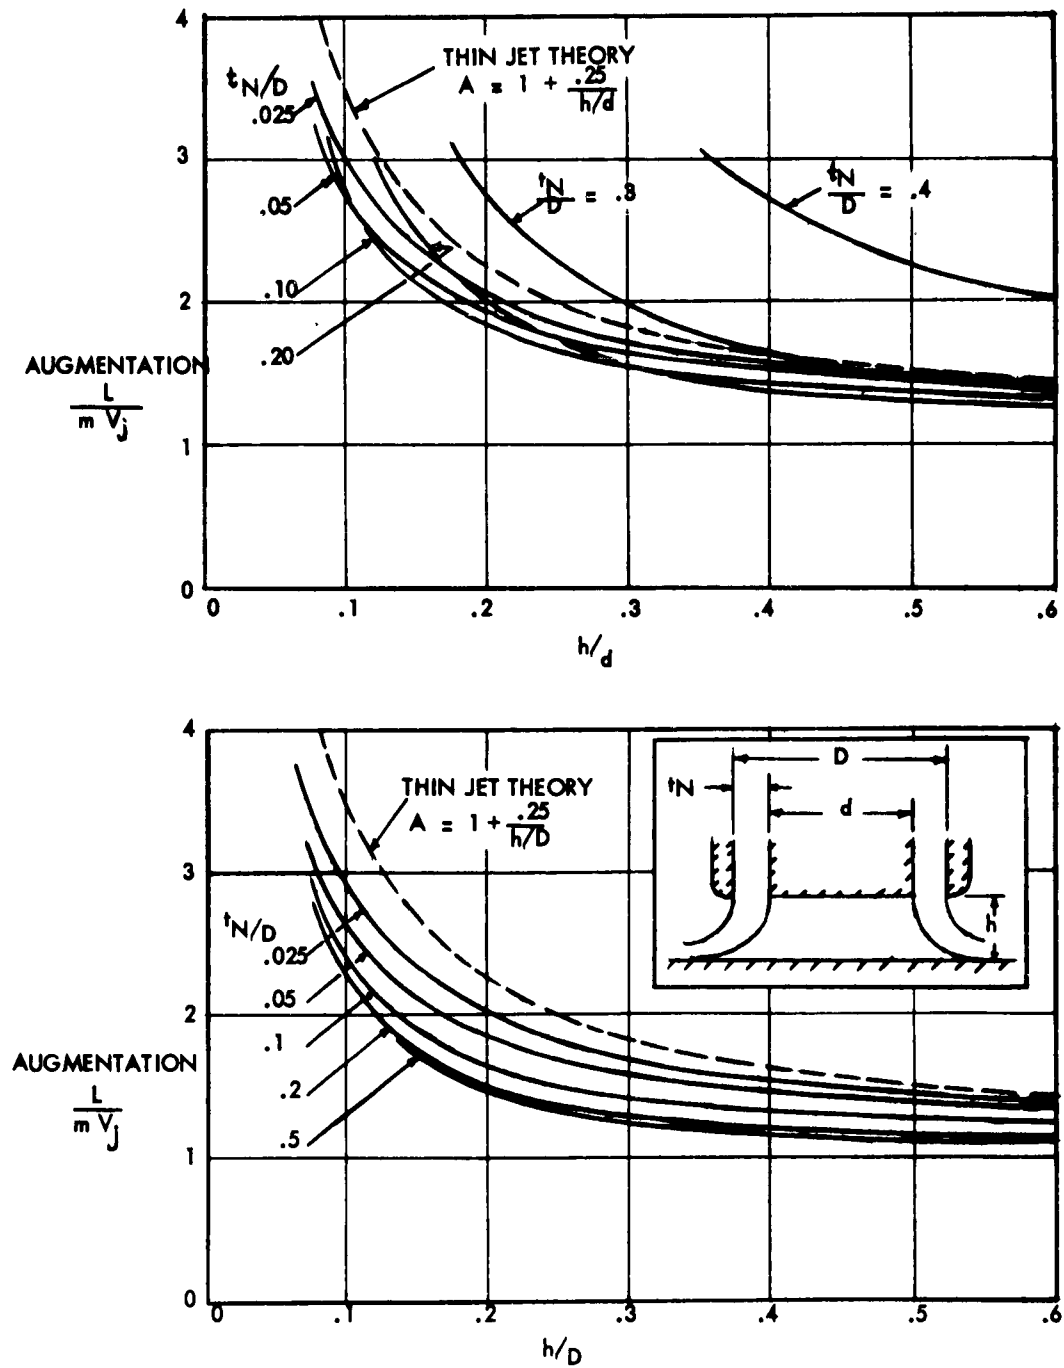 4
3
2
1
0
THIN JET THEORY
A = 1 + .25
h/d
tN/D
.025
.05
.10
.20
tN
D = .3
tN
D = .4
AUGMENTATION
L
m Vj
0 .1 .2 .3 .4 .5 .6
h/d
4
3
2
1
0
THIN JET THEORY
A = 1 + .25
h/D
tN/D
.025
.05
.1
.2
.5
D
tN
d
h
AUGMENTATION
L
m Vj
0 .1 .2 .3 .4 .5 .6
h/D